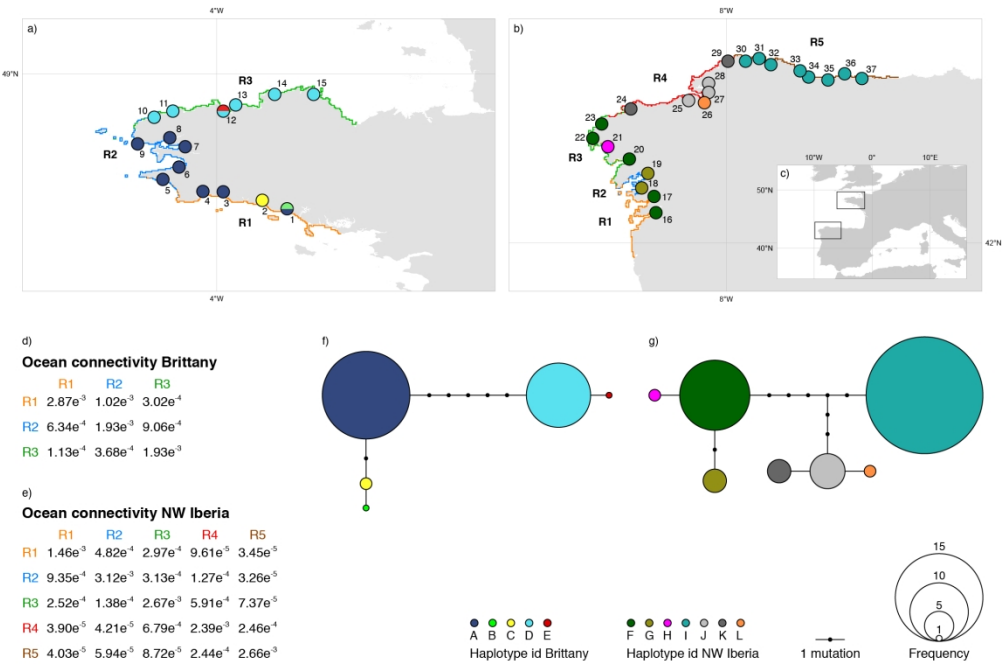 4°W
6°W
a)
b)
49°N
R3
10
11
12
13
14
15
8
7
9
R2
6
5
4
3
2
1
R1
4°W
29
30
31
32
33
34
35
36
37
R5
R4
28
27
26
25
24
23
22
21
R3
20
19
18
R2
17
16
R1
42°N
6°W
c)
10°W 0° 10°E
50°N
40°N
d)
Ocean connectivity Brittany
R1 R2 R3
R1 2.87e-3 1.02e-3 3.02e-4
R2 6.34e-4 1.93e-3 9.06e-4
R3 1.13e-4 3.68e-4 1.93e-3
e)
Ocean connectivity NW Iberia
R1 R2 R3 R4 R5
R1 1.46e-3 4.82e-4 2.97e-4 9.61e-5 3.45e-5
R2 9.35e-4 3.12e-3 3.13e-4 1.27e-4 3.26e-5
R3 2.52e-4 1.38e-4 2.67e-3 5.91e-4 7.37e-5
R4 3.90e-5 4.21e-5 6.79e-4 2.39e-3 2.46e-4
R5 4.03e-5 5.94e-5 8.72e-5 2.44e-4 2.66e-3
f)
g)
A B C D E
Haplotype id Brittany
F G H I J K L
Haplotype id NW Iberia
1 mutation
15
10
5
1
Frequency